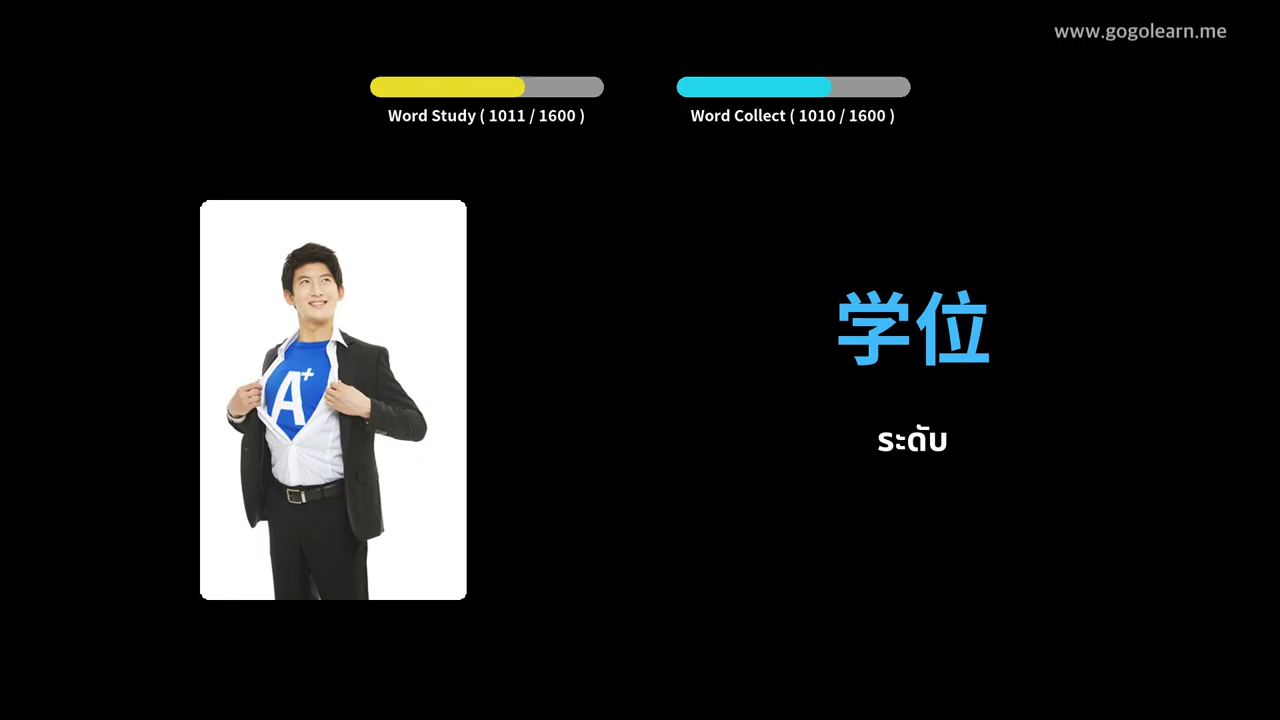 www.gogolearn.me
Word Study ( 1011 / 1600 )
Word Collect ( 1010 / 1600 )
A+
学位
ระดับ